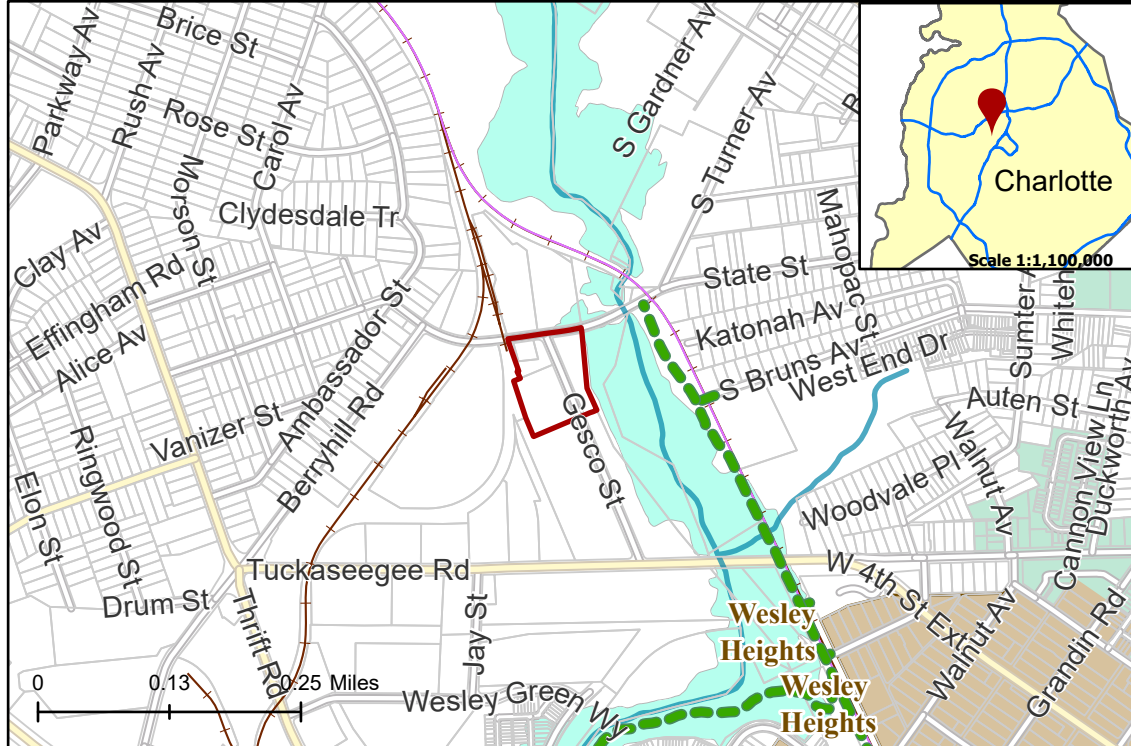 Parkway Av
Brice St
Rush Av
Rose St
Carol Av
Morson St
Clydesdale Tr
Clay Av
Effingham Rd
Alice Av
Ambassador St
Berryhill Rd
Vanizer St
Ringwood St
Elon St
Drum St
Thrift Rd
Tuckaseegee Rd
Jay St
Gesco St
S Gardner Av
S Turner Av
State St
Mahopac St
Katonah Av
S Bruns Av
West End Dr
Sumter A
Whiteh
Auten St
Walnut Av
Woodvale Pl
Cannon View Ln
Duckworth Av
W 4th St Ext
Walnut Av
Grandin Rd
Wesley
Heights
Wesley
Heights
Wesley Green Wy
0
0.13
0.25 Miles
Charlotte
Scale 1:1,100,000